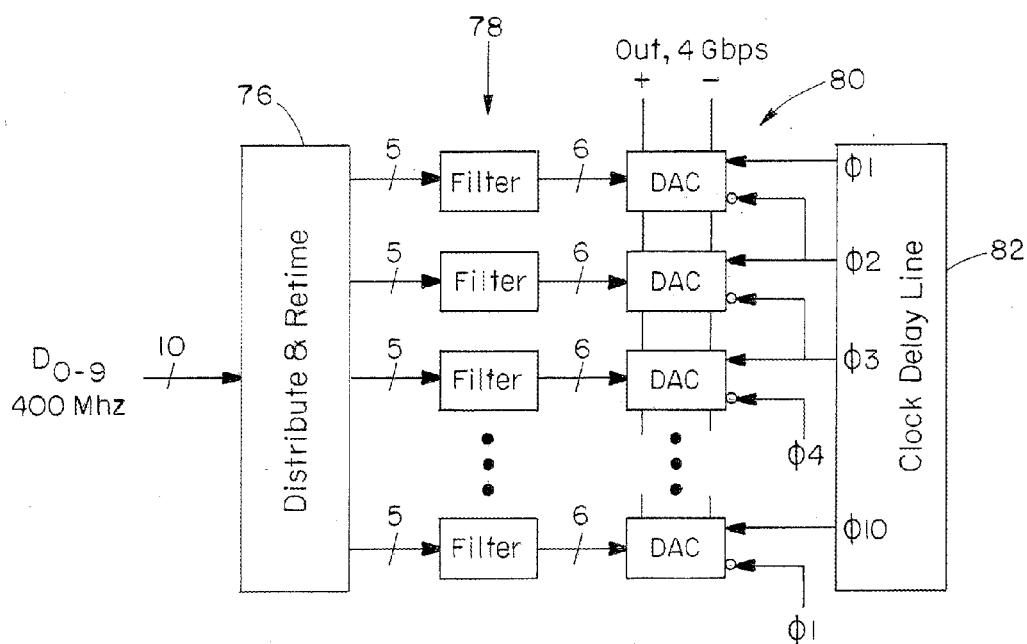 78
Out, 4 Gbps
+ −
80
76
5
Filter
6
DAC
ϕ1
5
Filter
6
DAC
ϕ2
82
D0-9
400 Mhz
10
Distribute & Retime
5
Filter
6
DAC
ϕ3
ϕ4
Clock Delay Line
5
Filter
6
DAC
ϕ10
ϕ1